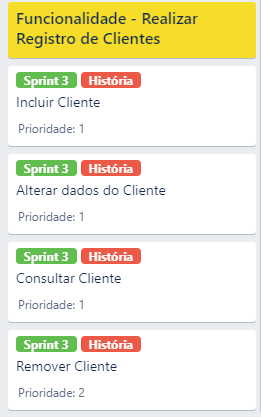 Funcionalidade - Realizar
Registro de Clientes
Sprint 3 História
Incluir Cliente
Prioridade: 1
Sprint 3 História
Alterar dados do Cliente
Prioridade: 1
Sprint 3 História
Consultar Cliente
Prioridade: 1
Sprint 3 História
Remover Cliente
Prioridade: 2